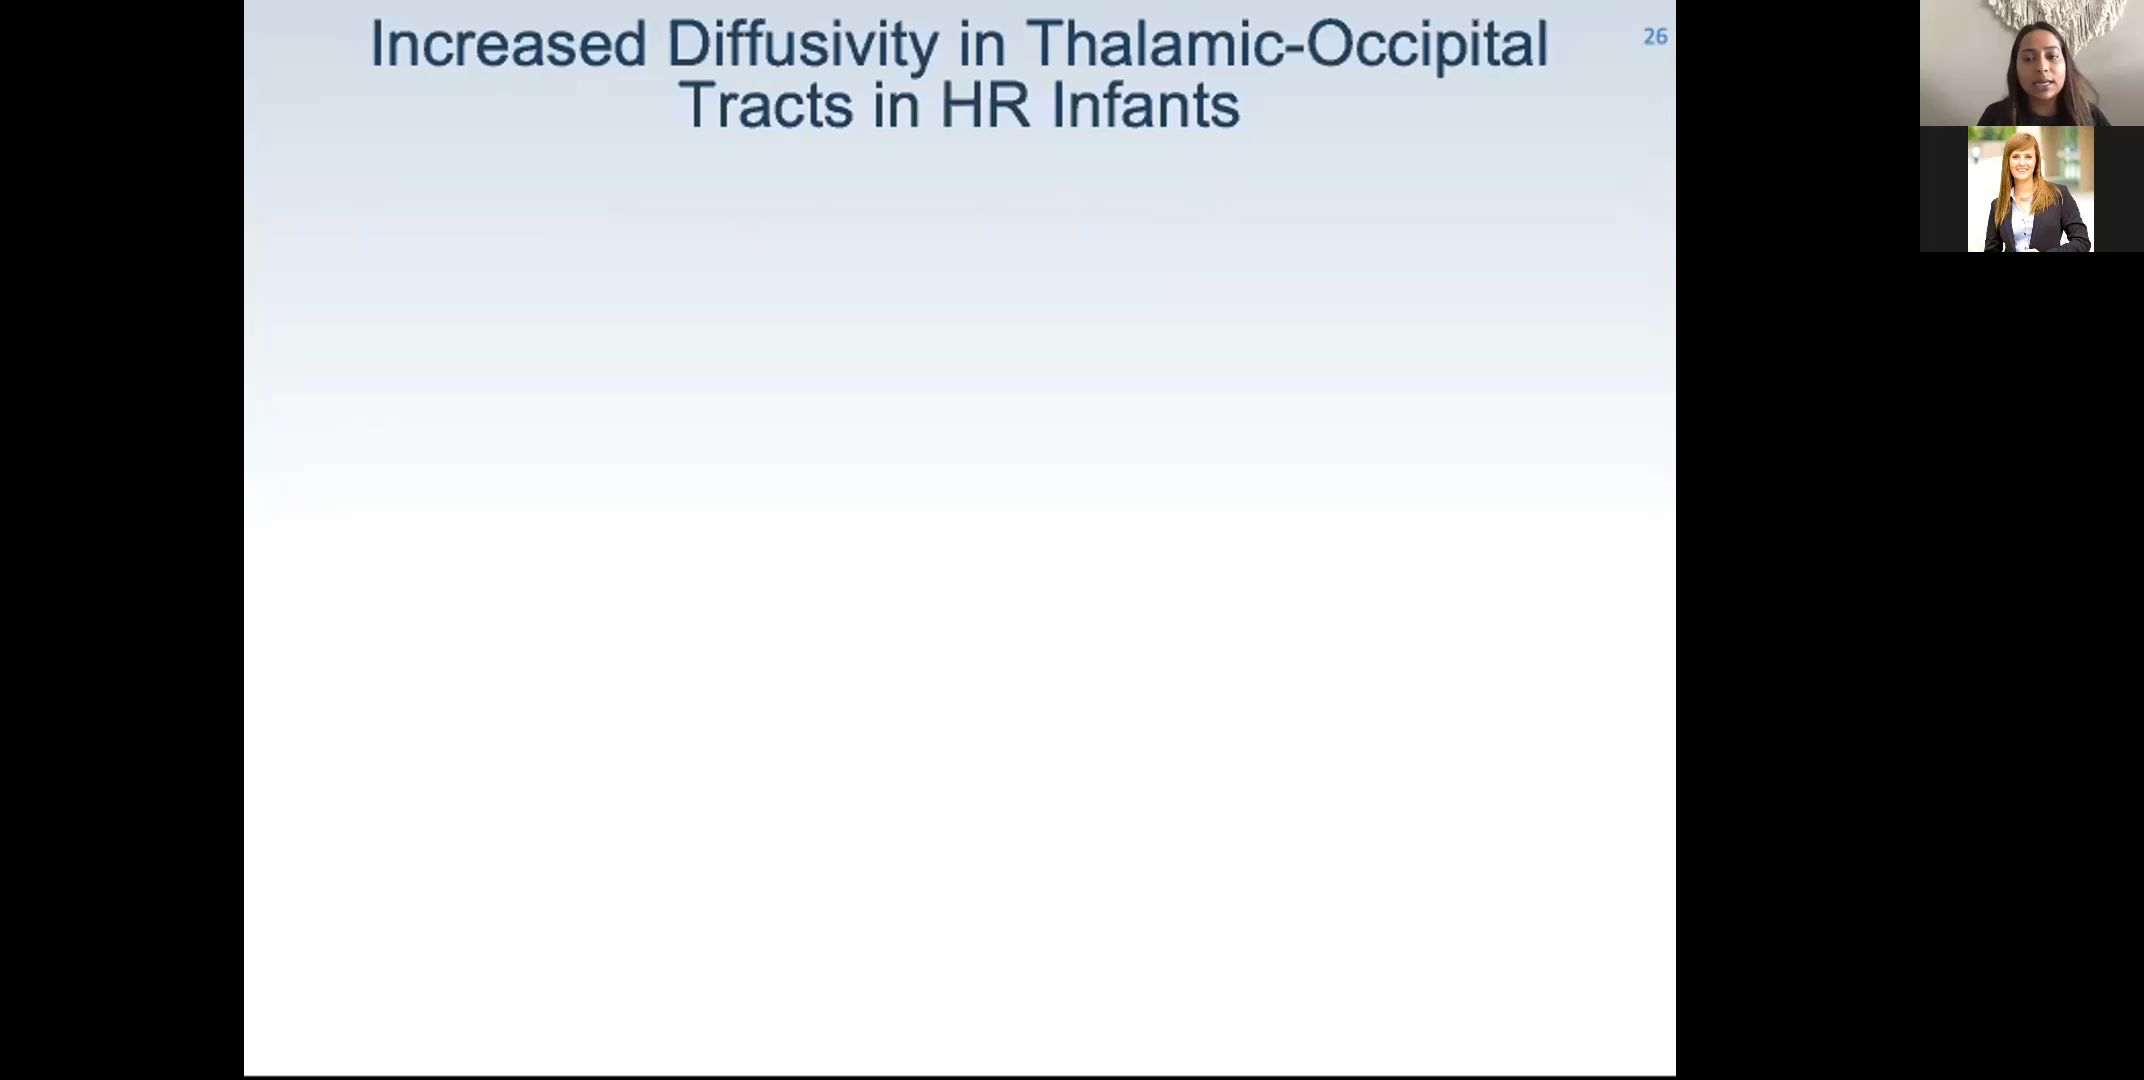 Increased Diffusivity in Thalamic-Occipital
Tracts in HR Infants
26